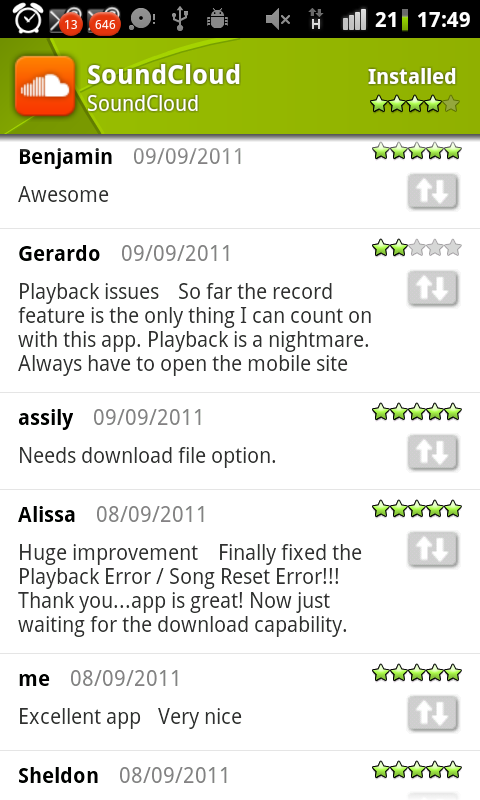 13 646 H 21 17:49
SoundCloud Installed
SoundCloud
Benjamin 09/09/2011
Awesome
Gerardo 09/09/2011
Playback issues So far the record
feature is the only thing I can count on
with this app. Playback is a nightmare.
Always have to open the mobile site
assily 09/09/2011
Needs download file option.
Alissa 08/09/2011
Huge improvement Finally fixed the
Playback Error / Song Reset Error!!!
Thank you...app is great! Now just
waiting for the download capability.
me 08/09/2011
Excellent app Very nice
Sheldon 08/09/2011